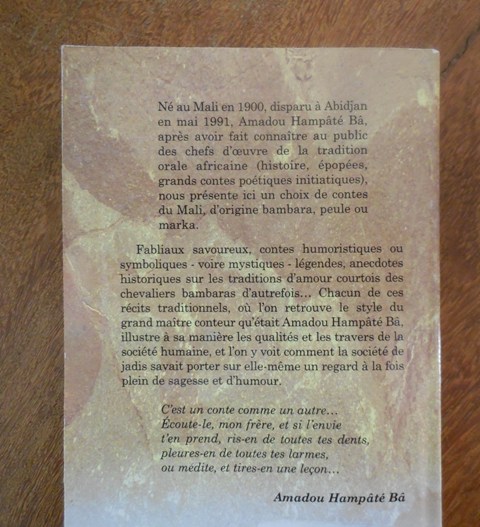 Né au Mali en 1900, disparu à Abidjan
en mai 1991, Amadou Hampâté Bâ,
après avoir fait connaître au public
des chefs d'œuvre de la tradition
orale africaine (histoire, épopées,
grands contes poétiques initiatiques),
nous présente ici un choix de contes
du Mali, d'origine bambara, peule ou
marka.
Fabliaux savoureux, contes humoristiques ou
symboliques - voire mystiques - légendes, anecdotes
historiques sur les traditions d'amour courtois des
chevaliers bambaras d'autrefois... Chacun de ces
récits traditionnels, où l'on retrouve le style du
grand maître conteur qu'était Amadou Hampâté Bâ,
illustre à sa manière les qualités et les travers de la
société humaine, et l'on y voit comment la société de
jadis savait porter sur elle-même un regard à la fois
plein de sagesse et d'humour.
C'est un conte comme un autre...
Écoute-le, mon frère, et si l'envie
t'en prend, ris-en de toutes tes dents,
pleures-en de toutes tes larmes,
ou médite, et tires-en une leçon...
Amadou Hampâté Bâ